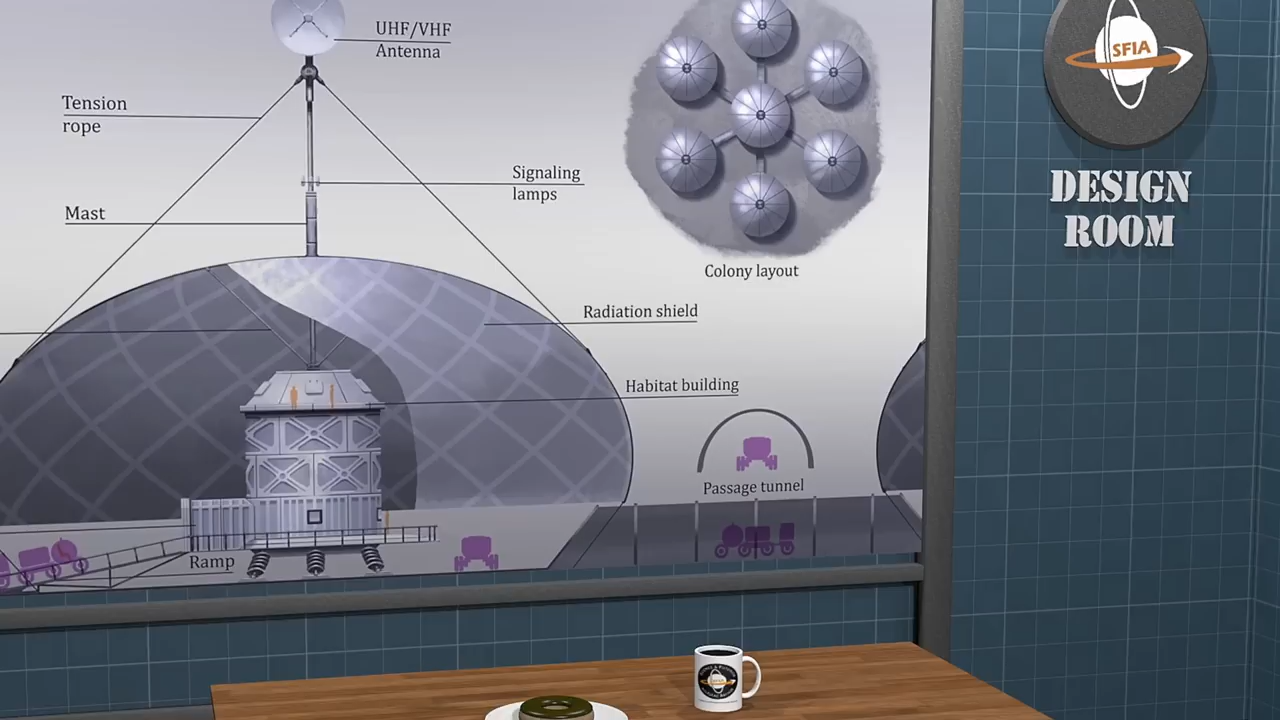 UHF/VHF
Antenna
Tension
rope
Signaling
lamps
Mast
Colony layout
Radiation shield
Habitat building
Passage tunnel
Ramp
SFIA
DESIGN
ROOM
SFIA